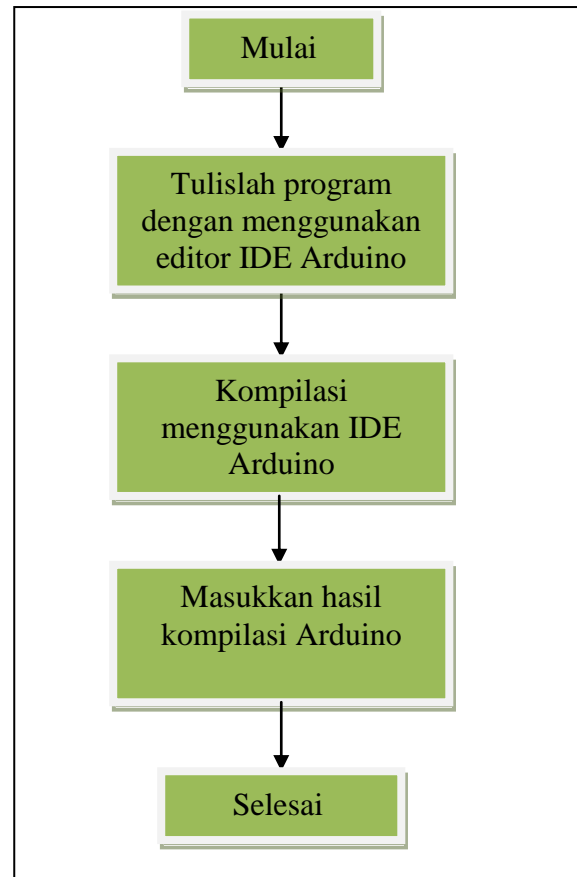 Mulai
Tulislah program
dengan menggunakan
editor IDE Arduino
Kompilasi
menggunakan IDE
Arduino
Masukkan hasil
kompilasi Arduino
Selesai